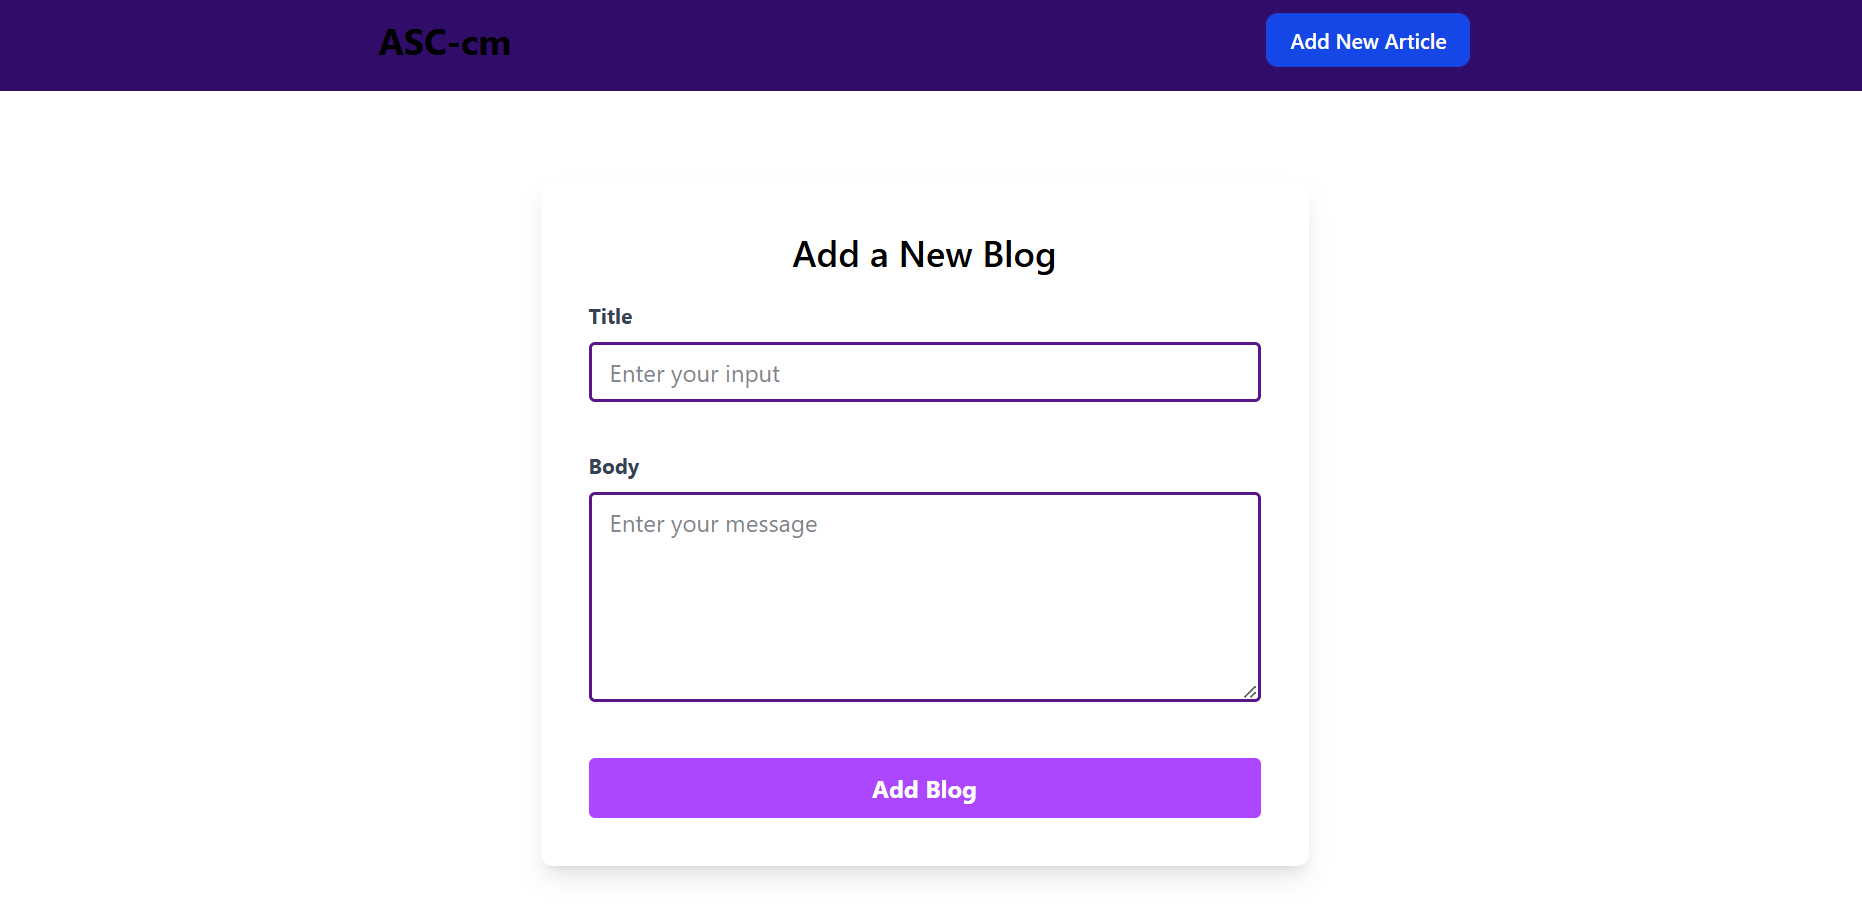 ASC-cm
Add New Article
Add a New Blog
Title
Enter your input
Body
Enter your message
Add Blog